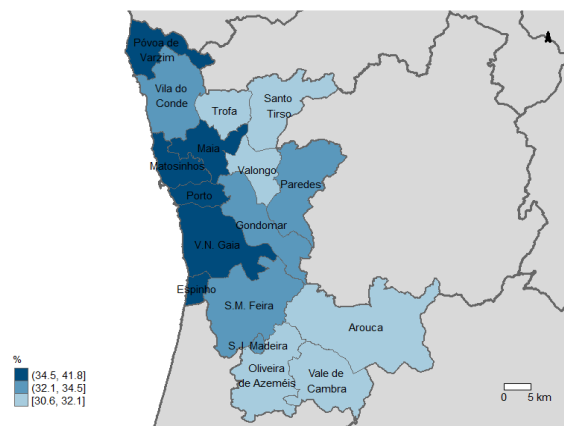 Póvoa de
Varzim
Vila do
Conde
Trofa
Santo
Tirso
Maia
Matosinhos
Valongo
Paredes
Porto
Gondomar
V.N. Gaia
Espinho
S.M. Feira
Arouca
S.J. Madeira
Oliveira
de Azeméis
Vale de
Cambra
%
(34.5, 41.8]
(32.1, 34.5]
[30.6, 32.1]
5 km